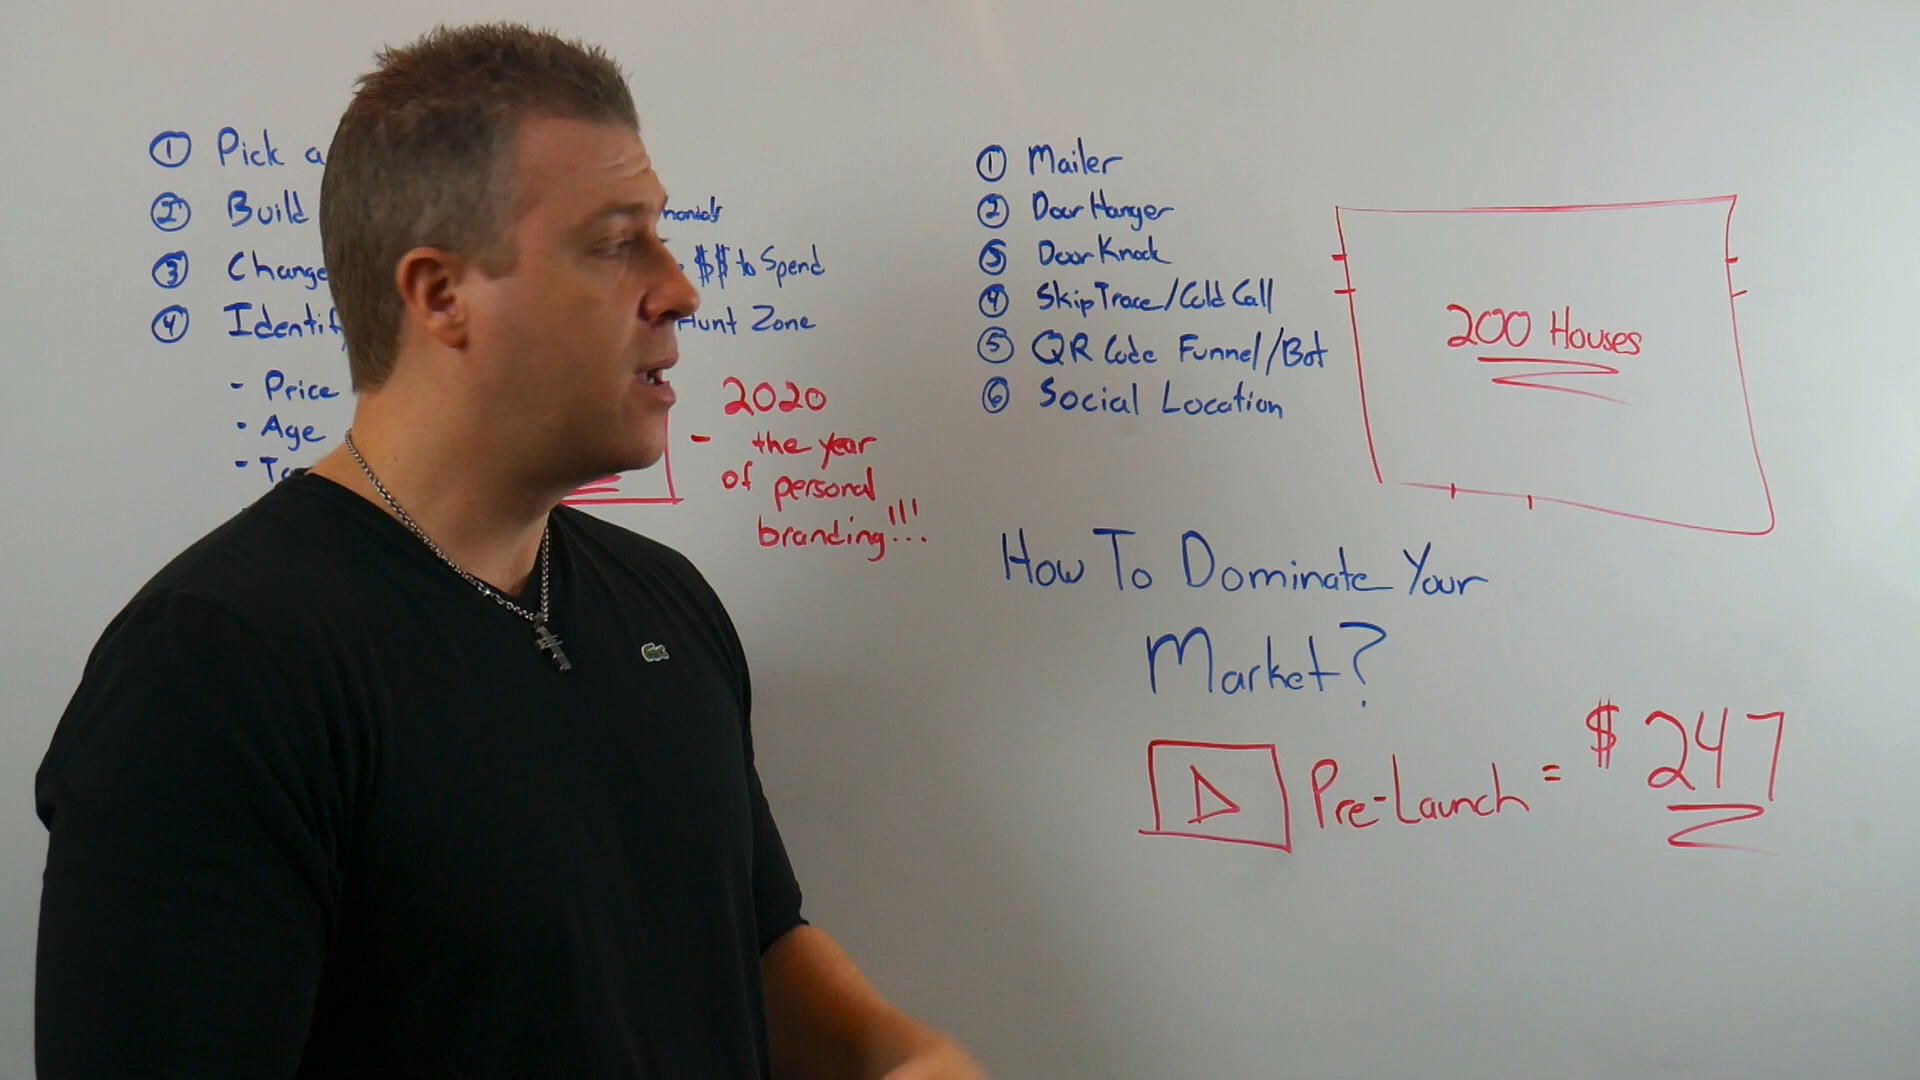 ① Pick a
② Build
③ Change
$$ to Spend
④ Identif
Hunt Zone
- Price
- Age
2020
- the year
of personal
branding!!!
① Mailer
② Door Hanger
③ Door Knock
④ Skip Trace/Cold Call
⑤ QR Code Funnel/Bot
⑥ Social Location
200 Houses
How To Dominate Your
Market?
Pre-Launch = $247